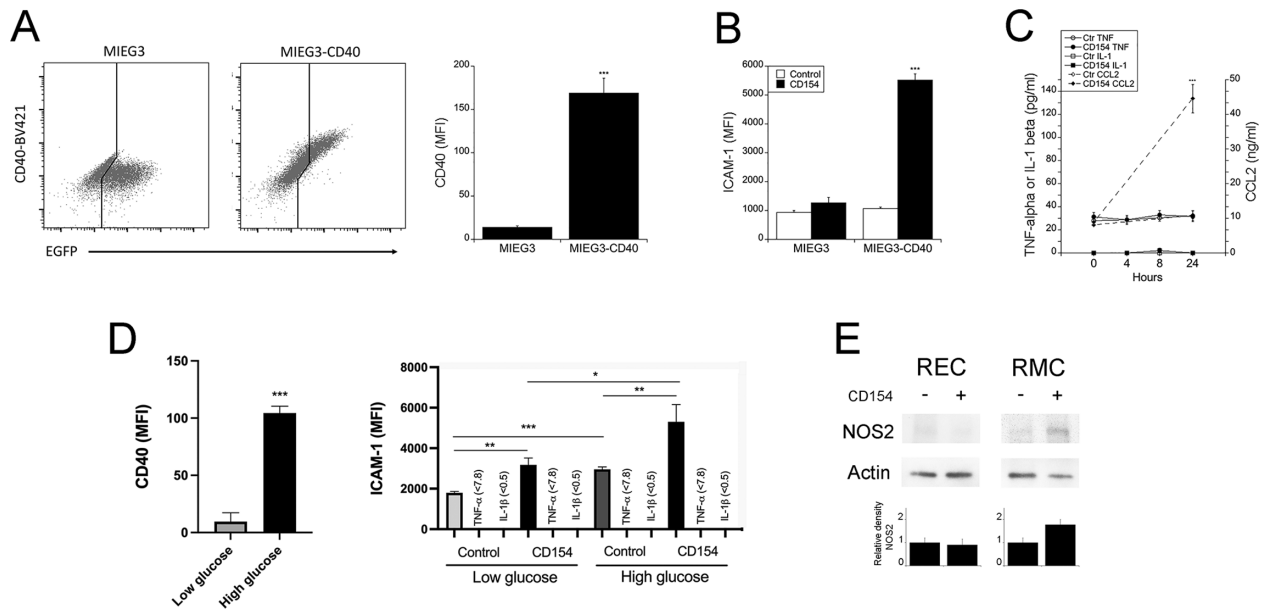 A
MIEG3
MIEG3-CD40
CD40-BV421
EGFP
CD40 (MFI)
200
150
100
50
0
***
MIEG3
MIEG3-CD40
B
ICAM-1 (MFI)
6000
5000
4000
3000
2000
1000
0
Control
CD154
***
MIEG3
MIEG3-CD40
C
Ctr TNF
CD154 TNF
Ctr IL-1
CD154 IL-1
Ctr CCL2
CD154 CCL2
TNF-alpha or IL-1 beta (pg/ml)
140
120
100
80
60
40
20
0
***
50
40
30
20
10
0
CCL2 (ng/ml)
0 4 8 24
Hours
D
CD40 (MFI)
150
100
50
0
***
Low glucose
High glucose
ICAM-1 (MFI)
8000
6000
4000
2000
0
*
**
***
**
TNF-α (<7.8)
IL-1β (<0.5)
TNF-α (<7.8)
IL-1β (<0.5)
TNF-α (<7.8)
IL-1β (<0.5)
TNF-α (<7.8)
IL-1β (<0.5)
Control CD154 Control CD154
Low glucose High glucose
E
REC RMC
CD154 - + - +
NOS2
Actin
Relative density
NOS2
2
1
0
2
1
0